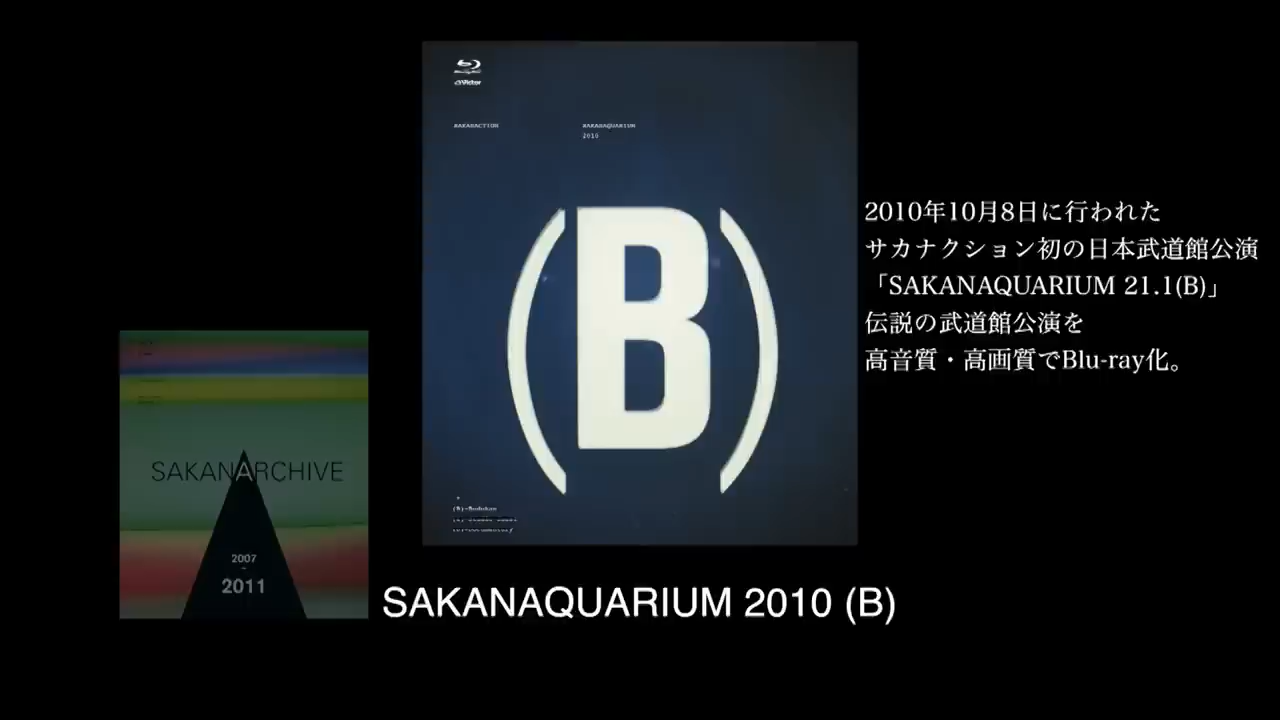 Victor
SAKANACTION
SAKANAQUARIUM
2010
(B)
(B)=Budokan
2010年10月8日に行われた
サカナクション初の日本武道館公演
「SAKANAQUARIUM 21.1(B)」
伝説の武道館公演を
高音質・高画質でBlu-ray化。
SAKANARCHIVE
2007
-
2011
SAKANAQUARIUM 2010 (B)